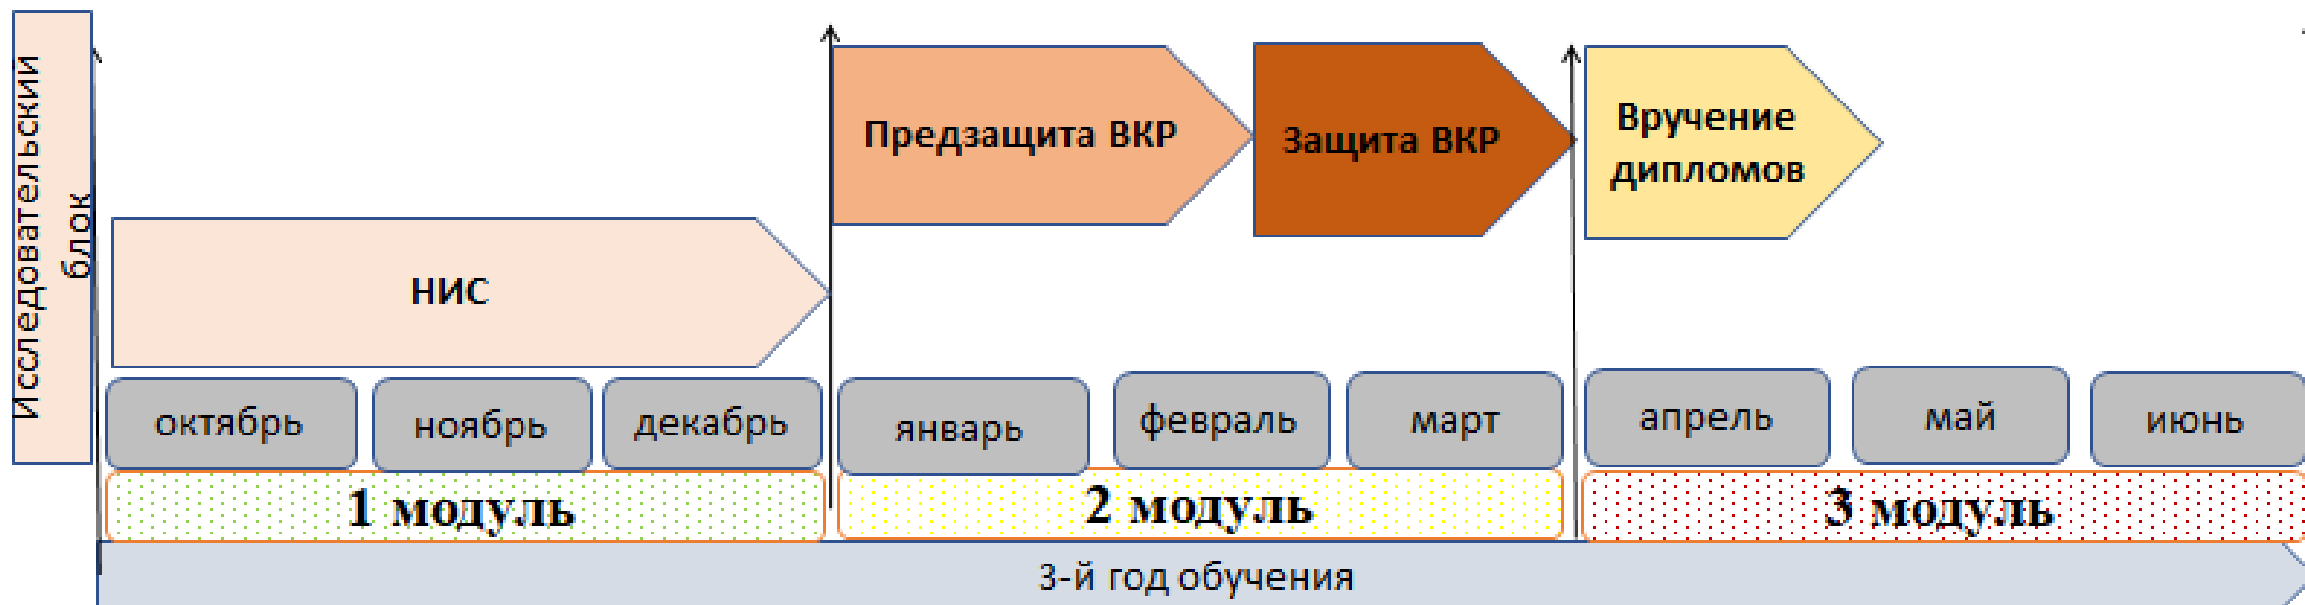 Исследовательский
блок
Предзащита ВКР
Защита ВКР
Вручение
дипломов
НИС
октябрь
ноябрь
декабрь
январь
февраль
март
апрель
май
июнь
1 модуль
2 модуль
3 модуль
3-й год обучения